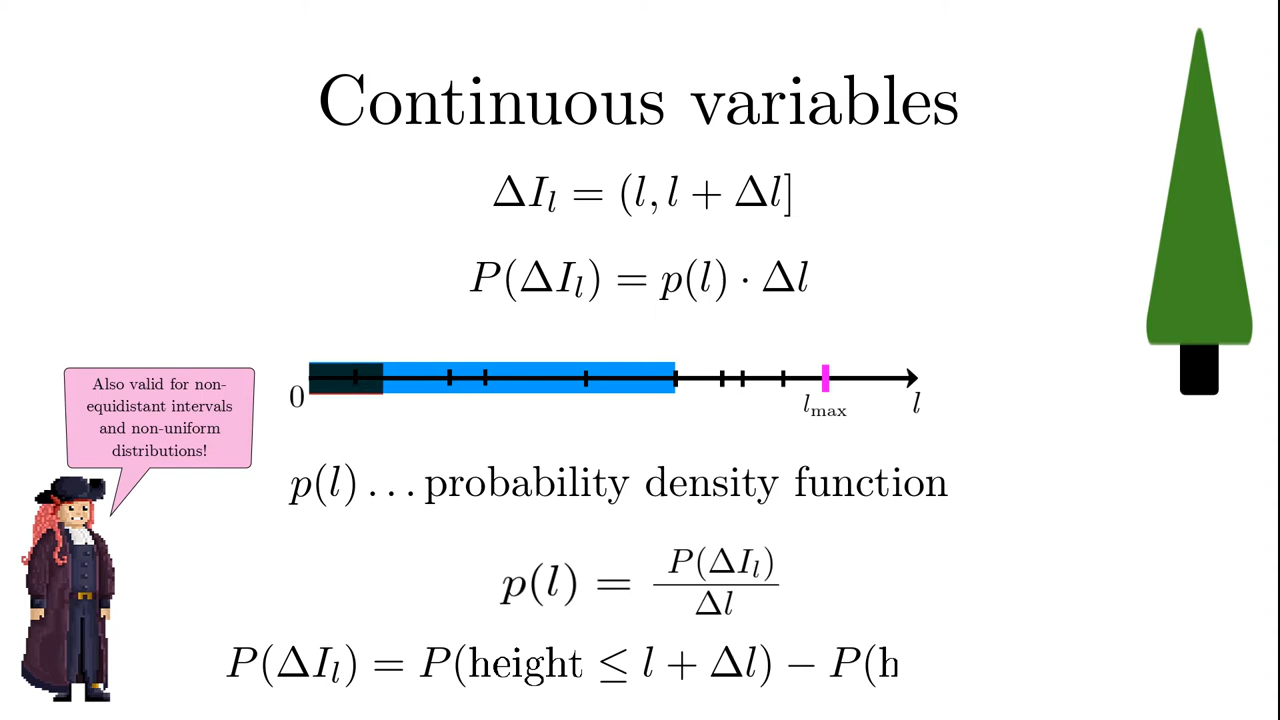 Continuous variables
ΔI_l = (l, l + Δl]
P(ΔI_l) = p(l) · Δl
Also valid for non-
equidistant intervals
and non-uniform
distributions!
0
l_max
l
p(l) … probability density function
p(l) = P(ΔI_l) / Δl
P(ΔI_l) = P(height ≤ l + Δl) − P(h